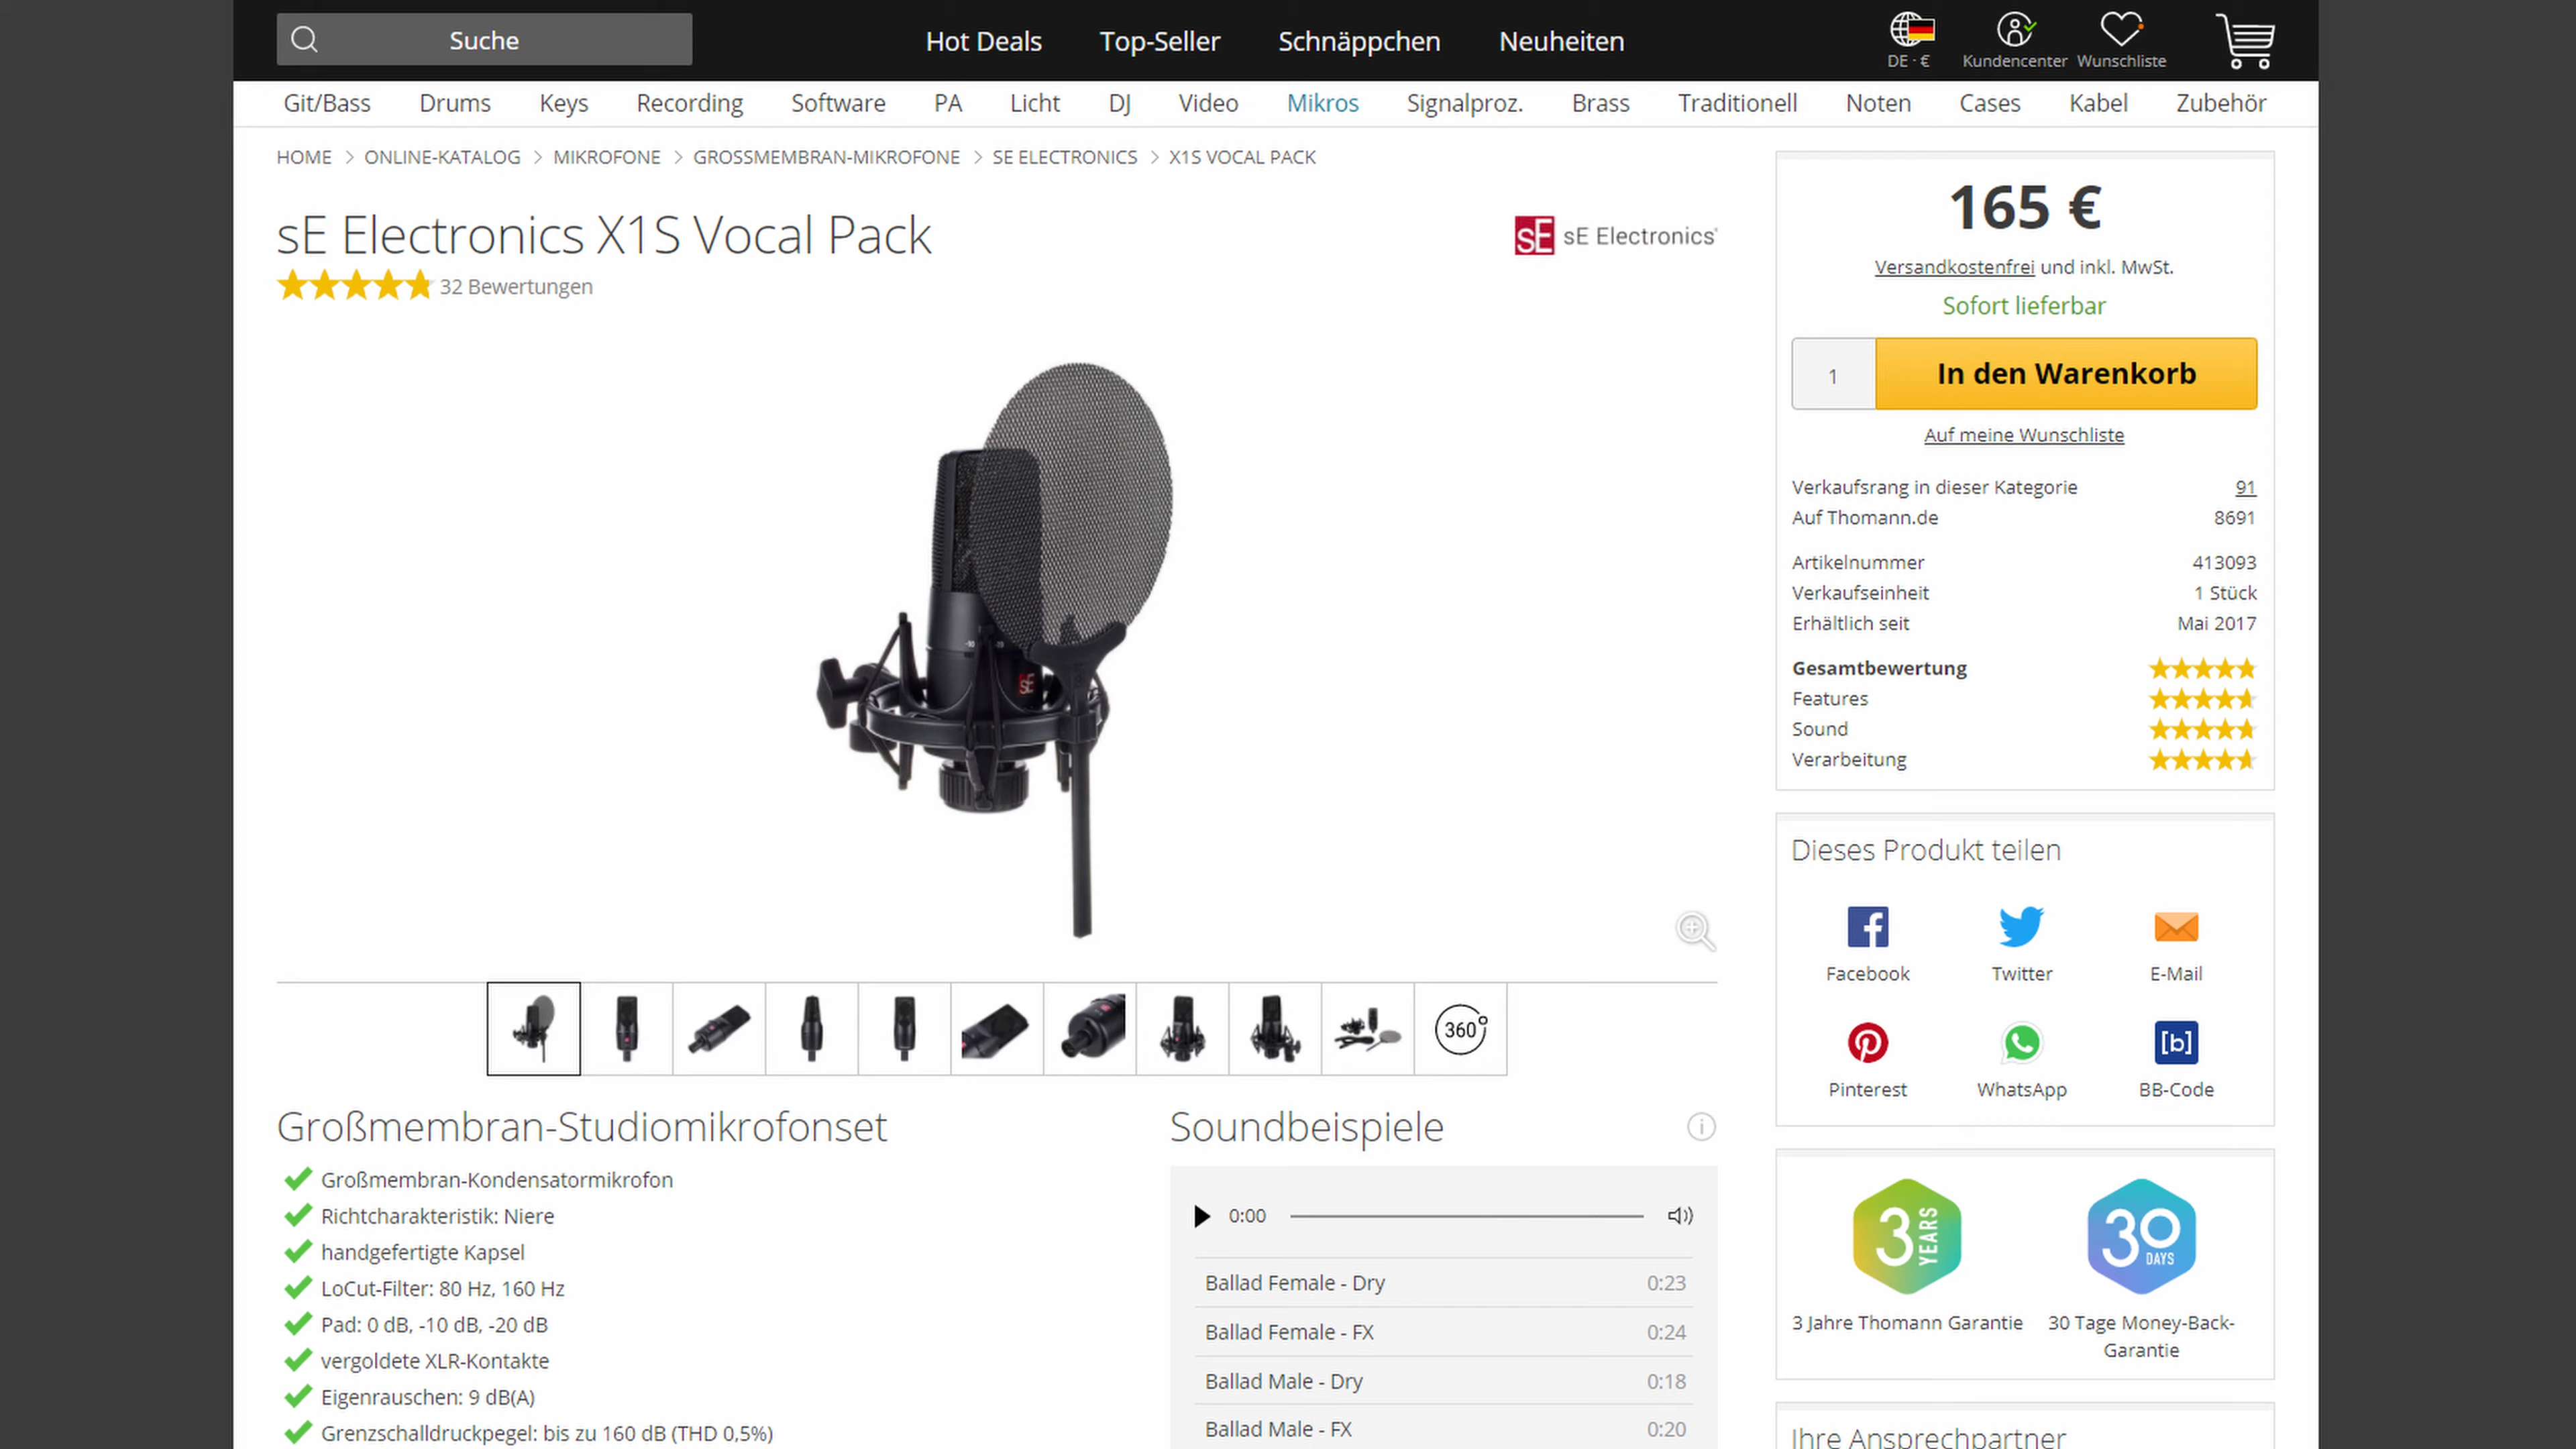 Suche
Hot Deals
Top-Seller
Schnäppchen
Neuheiten
DE · €
Kundencenter
Wunschliste
Git/Bass
Drums
Keys
Recording
Software
PA
Licht
DJ
Video
Mikros
Signalproz.
Brass
Traditionell
Noten
Cases
Kabel
Zubehör
HOME > ONLINE-KATALOG > MIKROFONE > GROSSMEMBRAN-MIKROFONE > SE ELECTRONICS > X1S VOCAL PACK
sE Electronics X1S Vocal Pack
sE sE Electronics
32 Bewertungen
165 €
Versandkostenfrei und inkl. MwSt.
Sofort lieferbar
1
In den Warenkorb
Auf meine Wunschliste
Verkaufsrang in dieser Kategorie 91
Auf Thomann.de 8691
Artikelnummer 413093
Verkaufseinheit 1 Stück
Erhältlich seit Mai 2017
Gesamtbewertung
Features
Sound
Verarbeitung
-10 -20
sE
360°
Dieses Produkt teilen
Facebook
Twitter
E-Mail
[b]
Pinterest
WhatsApp
BB-Code
3 YEARS
30 DAYS
3 Jahre Thomann Garantie
30 Tage Money-Back-
Garantie
Ihre Ansprechpartner
Großmembran-Studiomikrofonset
Großmembran-Kondensatormikrofon
Richtcharakteristik: Niere
handgefertigte Kapsel
LoCut-Filter: 80 Hz, 160 Hz
Pad: 0 dB, -10 dB, -20 dB
vergoldete XLR-Kontakte
Eigenrauschen: 9 dB(A)
Grenzschalldruckpegel: bis zu 160 dB (THD 0,5%)
Soundbeispiele
0:00
Ballad Female - Dry 0:23
Ballad Female - FX 0:24
Ballad Male - Dry 0:18
Ballad Male - FX 0:20